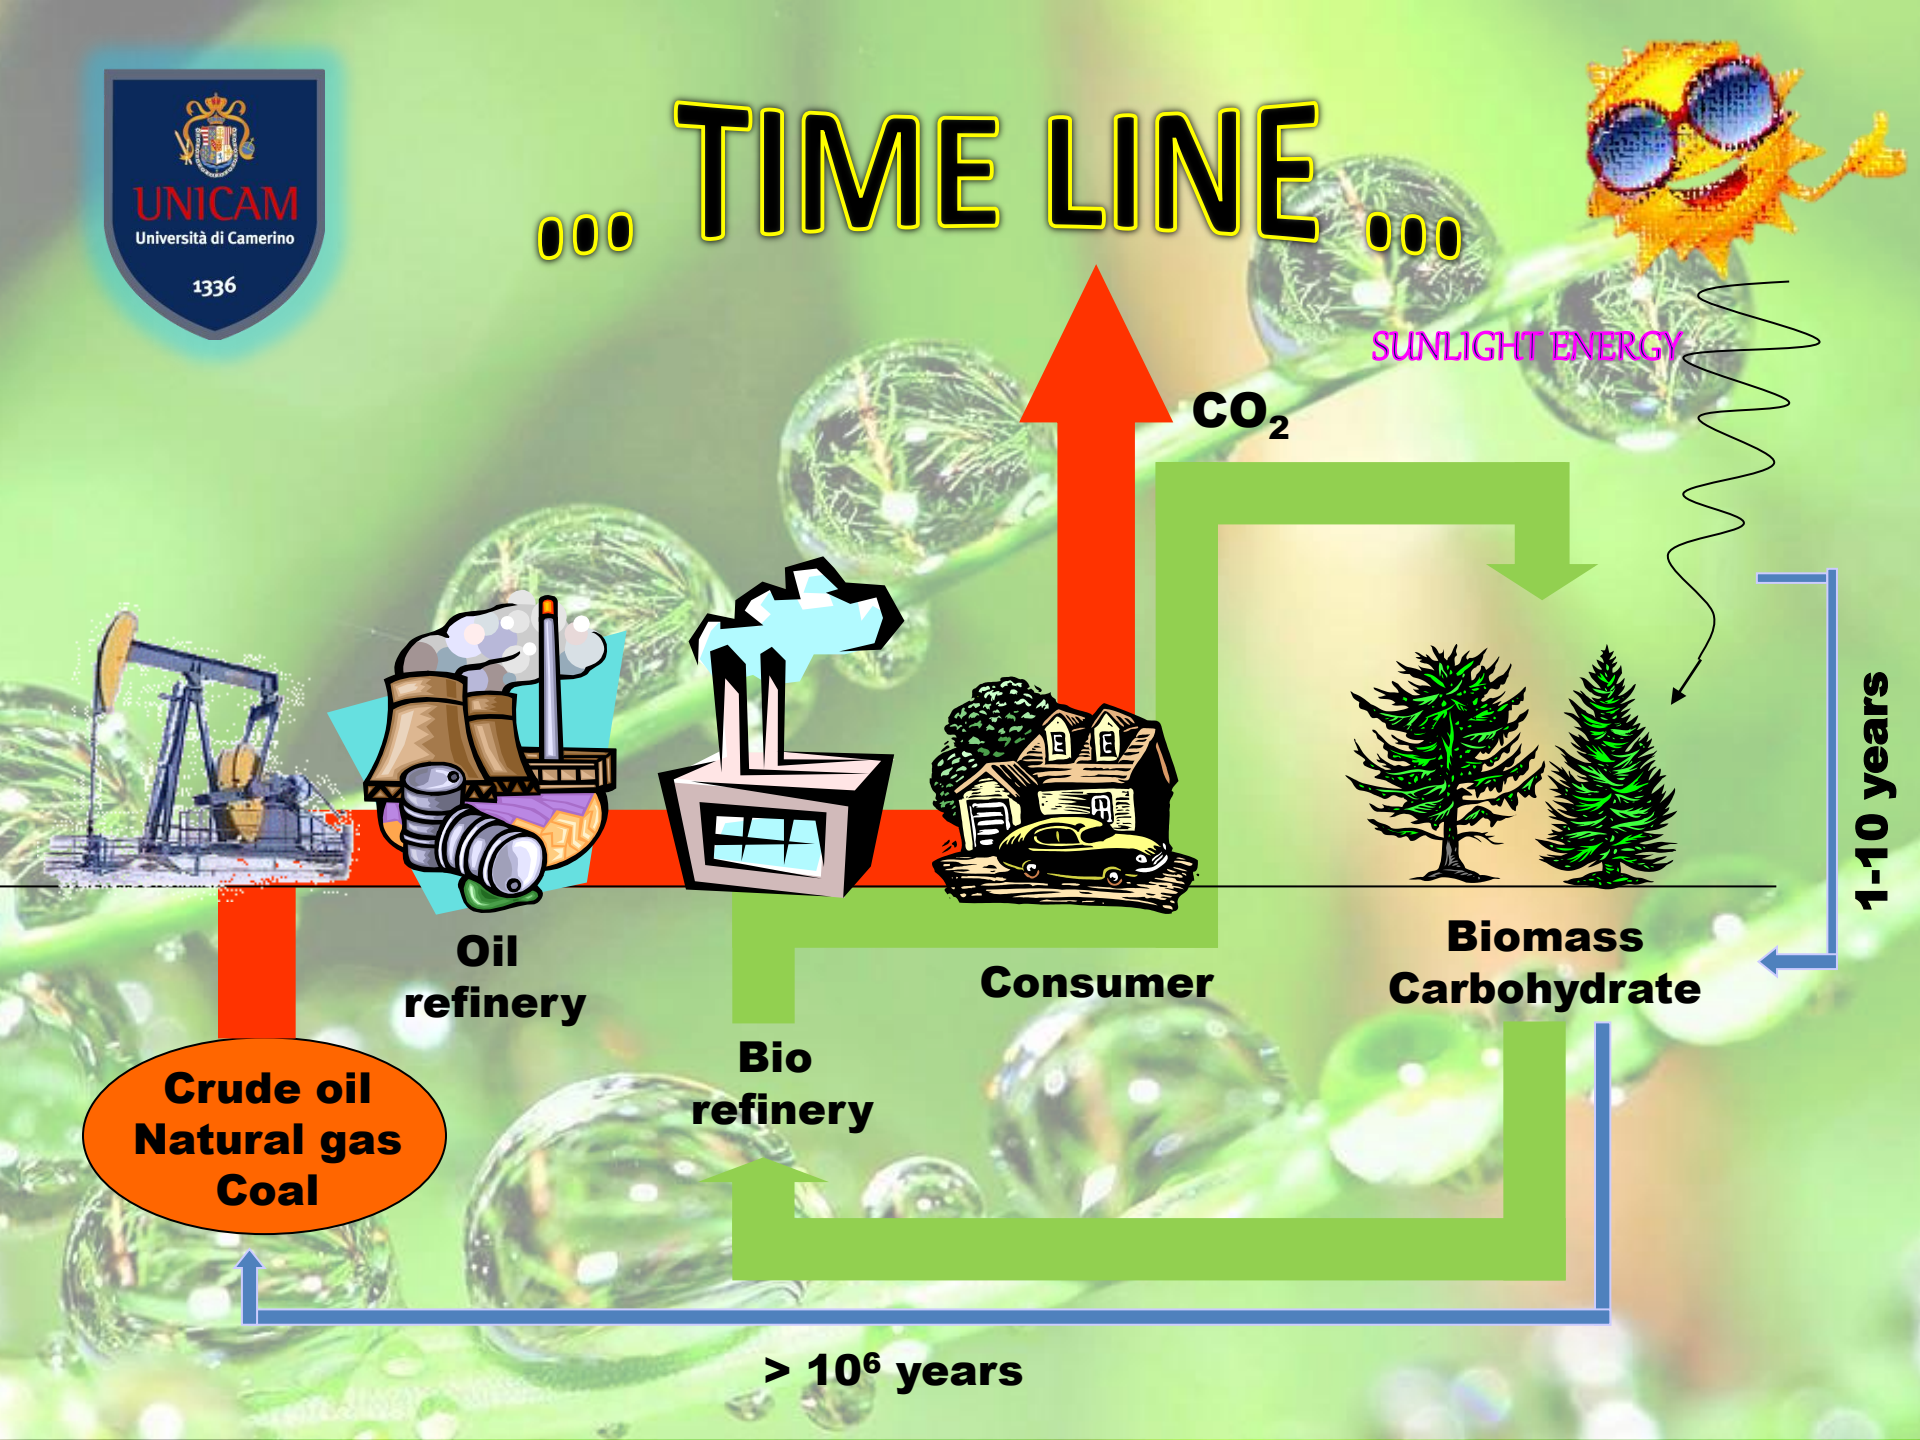 ... TIME LINE ...
UNICAM
Università di Camerino
1336
SUNLIGHT ENERGY
CO₂
1-10 years
Oil
refinery
Consumer
Biomass
Carbohydrate
Bio
refinery
Crude oil
Natural gas
Coal
> 10⁶ years